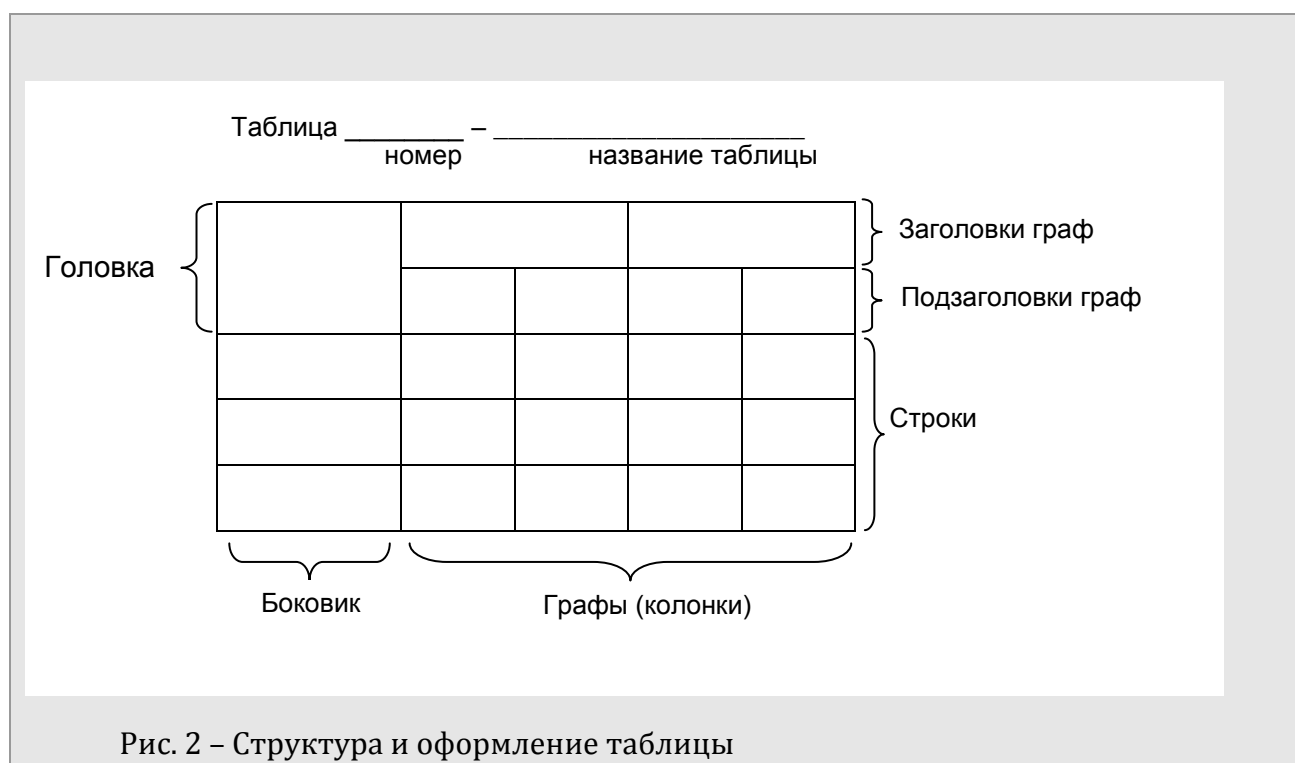 Таблица ________ – _____________________
номер название таблицы
Заголовки граф
Головка
Подзаголовки граф
Строки
Боковик Графы (колонки)
Рис. 2 – Структура и оформление таблицы